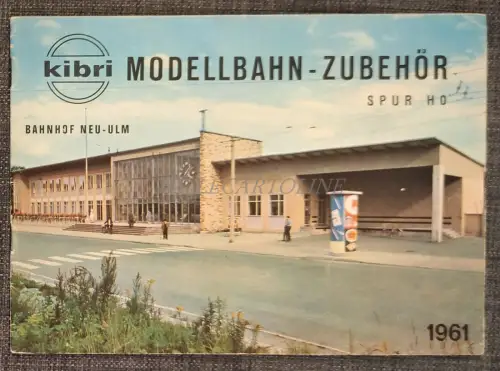 kibri MODELLBAHN-ZUBEHÖR
SPUR HO
BAHNHOF NEU-ULM
1961